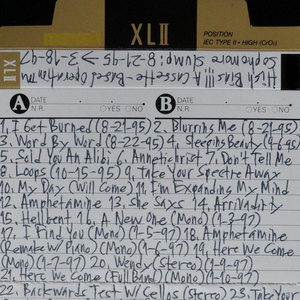 XLII
POSITION
IEC TYPE II • HIGH (CrO2)
XLII
High Bias III A Cassette-Based Operation
Sophomore Slump: 8-21-95 > 3-18-97
A DATE
N.R. YES NO
B DATE
N.R. YES NO
1. I Get Burned (8-21-95) 2. Blurring Me (8-21-95)
3. Word By Word (8-22-95) 4. Sleeping Beauty (9-6-95)
5. Sold You An Alibi 6. Annetichrist 7. Don't Tell Me
8. Loops (10-15-95) 9. Take Your Spectre Away
10. My Day (Will Come) 11. I'm Expanding My Mind
12. Amphetamine 13. She Says 14. Arrividirty
15. Hellbent 16. A New One (Mono) (1-3-97)
17. I Find You (Mono) (1-5-97) 18. Amphetamine
(Remake w/ Piano) (Mono) (1-6-97) 19. Here We Come
(Mono) (1-7-97) 20. Wendy (Stereo) (1-9-97)
21. Here We Come (Full Band) (Mono) (1-10-97)
22. Backwards Test w/ Cellos (Stereo) 23. Take Your